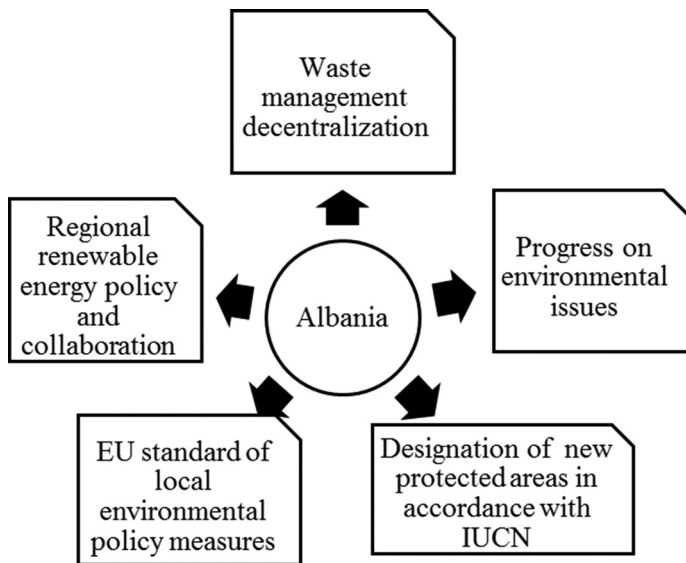 Waste
management
decentralization
Regional
renewable
energy policy
and
collaboration
Albania
Progress on
environmental
issues
EU standard of
local
environmental
policy measures
Designation of new
protected areas in
accordance with
IUCN